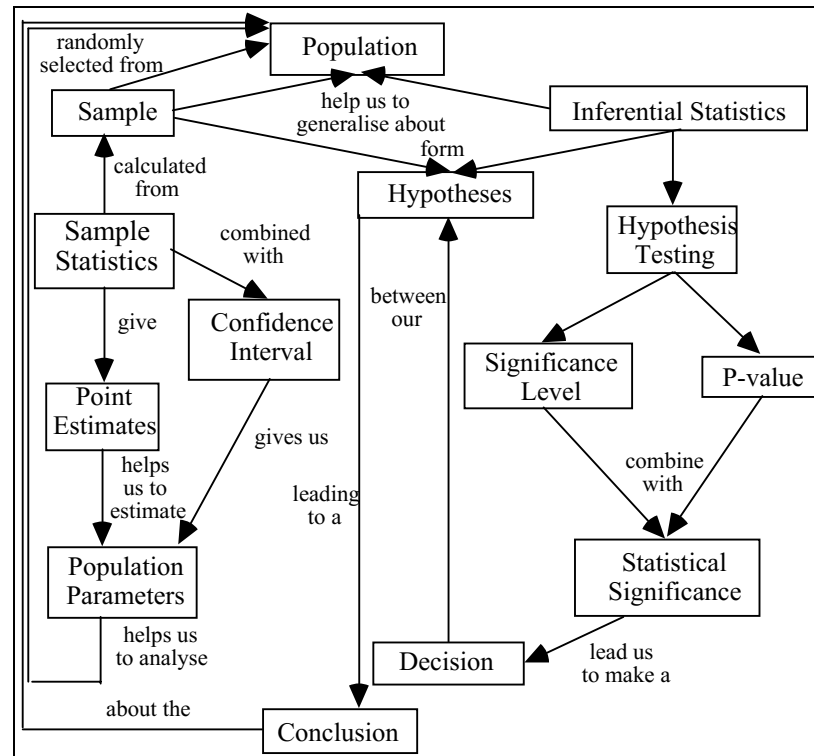 Population
randomly
selected from
Sample
help us to
generalise about
form
Inferential Statistics
calculated
from
Hypotheses
Sample
Statistics
combined
with
Hypothesis
Testing
between
our
give
Confidence
Interval
Significance
Level
P-value
Point
Estimates
gives us
combine
with
helps
us to
estimate
leading
to a
Population
Parameters
Statistical
Significance
helps us
to analyse
Decision
lead us
to make a
about the
Conclusion